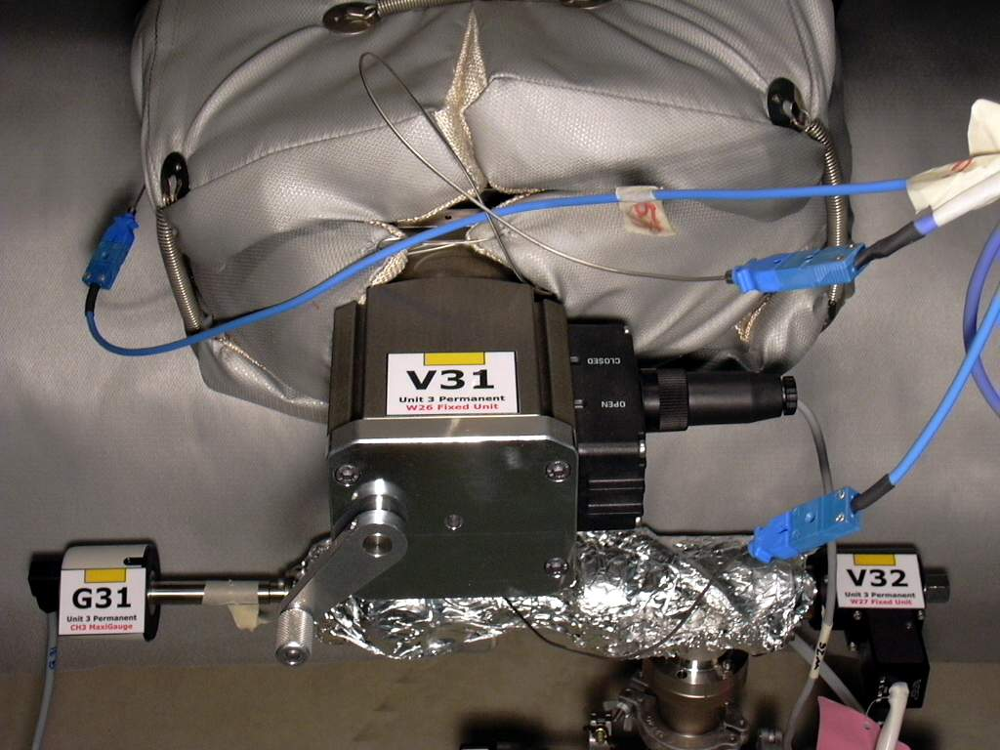 V31
Unit 3 Permanent
W26 Fixed Unit
CLOSED
OPEN
G31
Unit 3 Permanent
CH3 MaxiGauge
V32
Unit 3 Permanent
W27 Fixed Unit